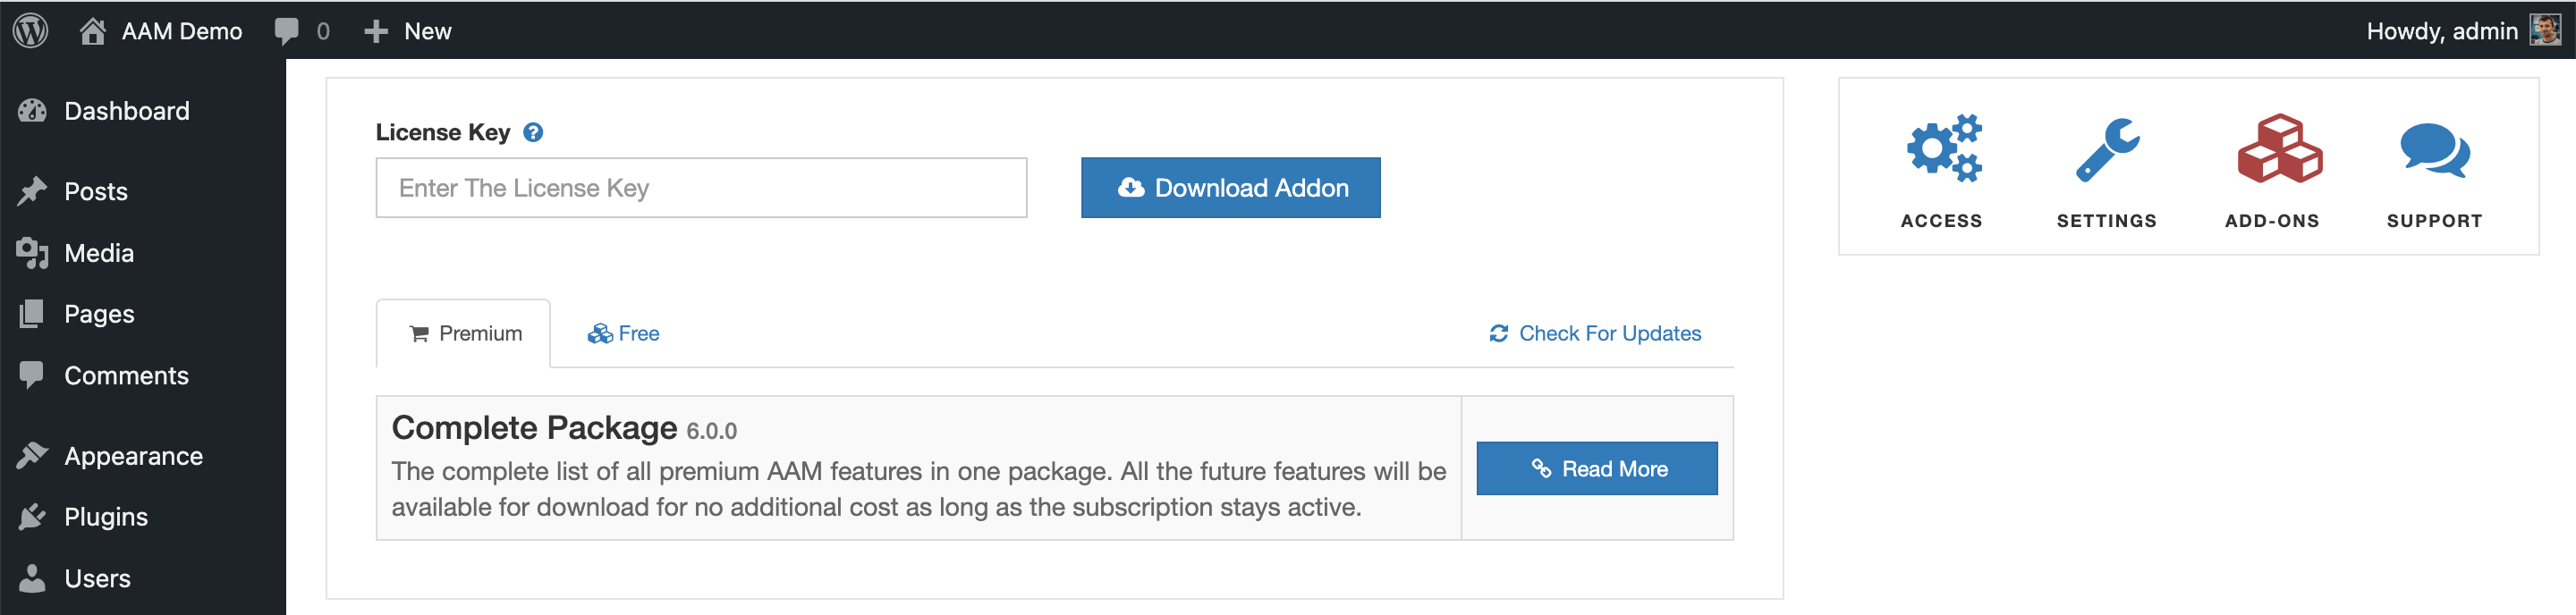 AAM Demo 0 New Howdy, admin
Dashboard
Posts
Media
Pages
Comments
Appearance
Plugins
Users
License Key
Enter The License Key
Download Addon
Premium Free Check For Updates
Complete Package 6.0.0
The complete list of all premium AAM features in one package. All the future features will be
available for download for no additional cost as long as the subscription stays active.
Read More
ACCESS SETTINGS ADD-ONS SUPPORT